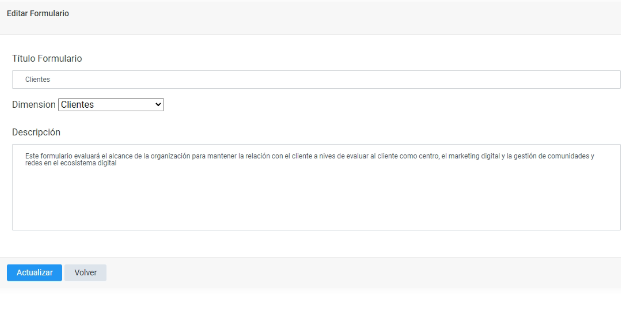 Editar Formulario
Título Formulario
Clientes
Dimension Clientes
Descripción
Este formulario evaluará el alcance de la organización para mantener la relación con el cliente a nives de evaluar al cliente como centro, el marketing digital y la gestión de comunidades y
redes en el ecosistema digital
Actualizar Volver